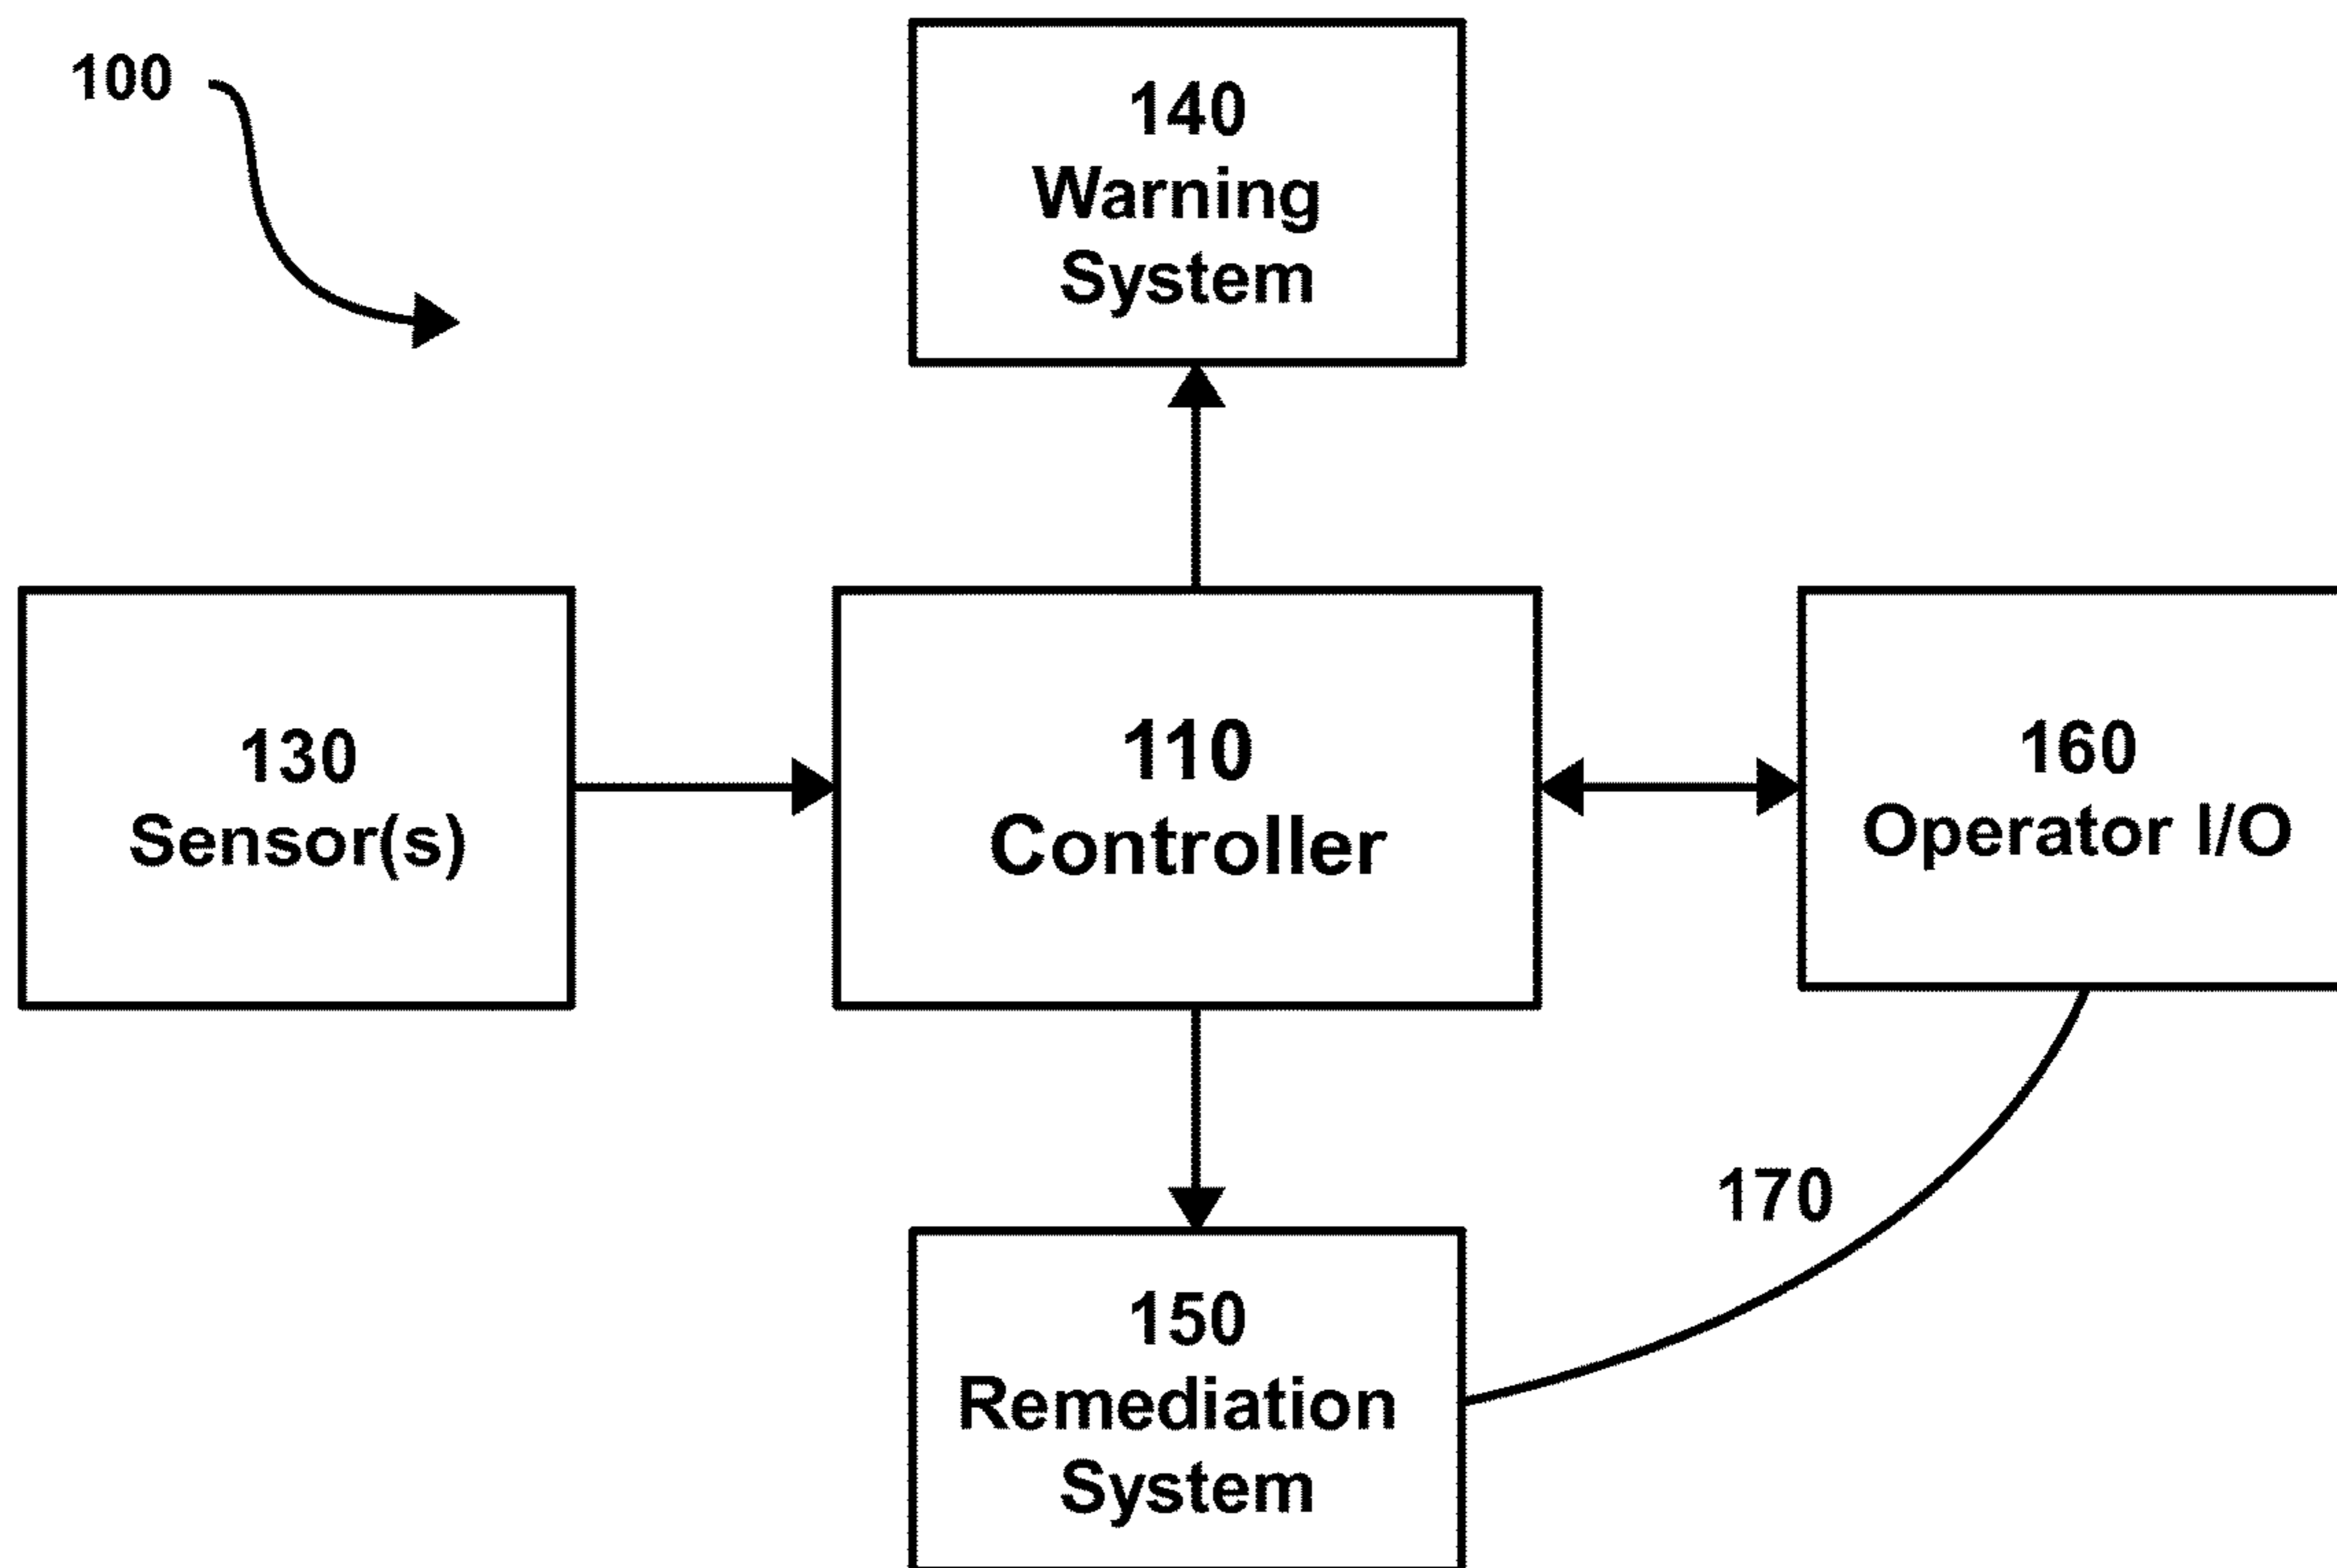 100
140
Warning
System
130
Sensor(s)
110
Controller
160
Operator I/O
170
150
Remediation
System